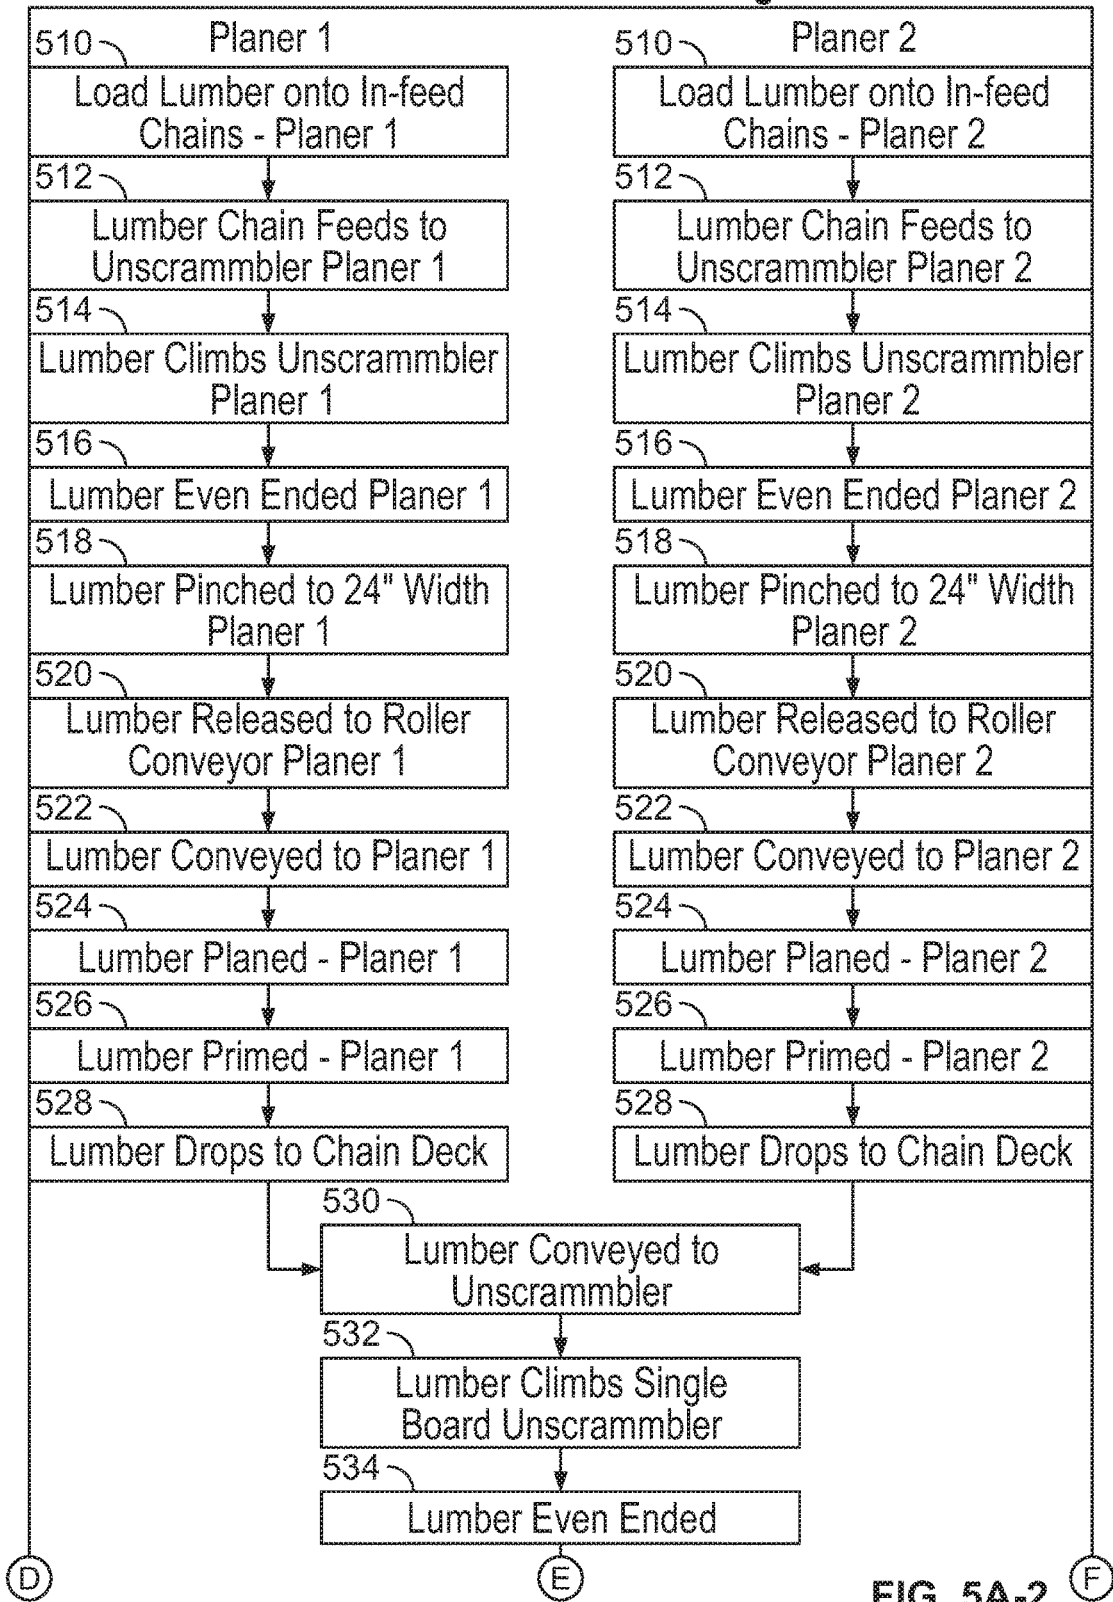 Planer 1
510
Load Lumber onto In-feed
Chains - Planer 1
512
Lumber Chain Feeds to
Unscrammbler Planer 1
514
Lumber Climbs Unscrammbler
Planer 1
516
Lumber Even Ended Planer 1
518
Lumber Pinched to 24" Width
Planer 1
520
Lumber Released to Roller
Conveyor Planer 1
522
Lumber Conveyed to Planer 1
524
Lumber Planed - Planer 1
526
Lumber Primed - Planer 1
528
Lumber Drops to Chain Deck
Planer 2
510
Load Lumber onto In-feed
Chains - Planer 2
512
Lumber Chain Feeds to
Unscrammbler Planer 2
514
Lumber Climbs Unscrammbler
Planer 2
516
Lumber Even Ended Planer 2
518
Lumber Pinched to 24" Width
Planer 2
520
Lumber Released to Roller
Conveyor Planer 2
522
Lumber Conveyed to Planer 2
524
Lumber Planed - Planer 2
526
Lumber Primed - Planer 2
528
Lumber Drops to Chain Deck
530
Lumber Conveyed to
Unscrammbler
532
Lumber Climbs Single
Board Unscrammbler
534
Lumber Even Ended
D
E
F
FIG. 5A-2